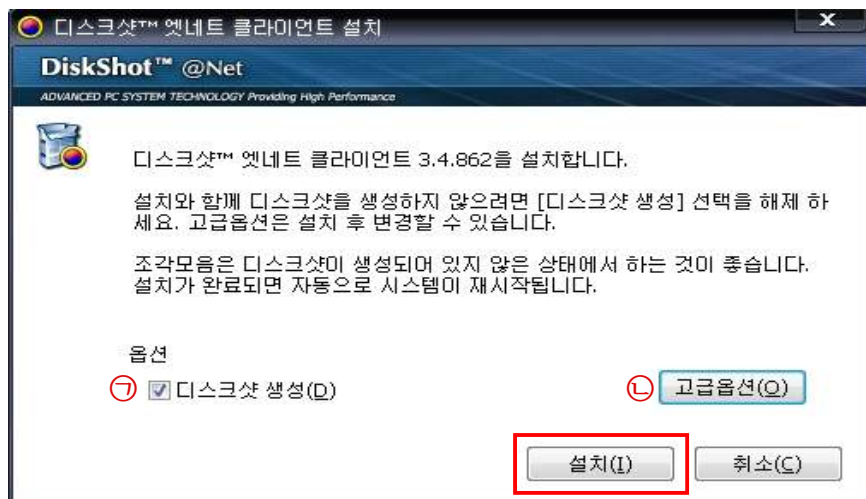 디스크샷™ 엣네트 클라이언트 설치
x
DiskShot™ @Net
ADVANCED PC SYSTEM TECHNOLOGY Providing High Performance
디스크샷™ 엣네트 클라이언트 3.4.862을 설치합니다.
설치와 함께 디스크샷을 생성하지 않으려면 [디스크샷 생성] 선택을 해제 하
세요. 고급옵션은 설치 후 변경할 수 있습니다.
조각모음은 디스크샷이 생성되어 있지 않은 상태에서 하는 것이 좋습니다.
설치가 완료되면 자동으로 시스템이 재시작됩니다.
옵션
㉠ 디스크샷 생성(D) ㉡ 고급옵션(O)
설치(I) 취소(C)